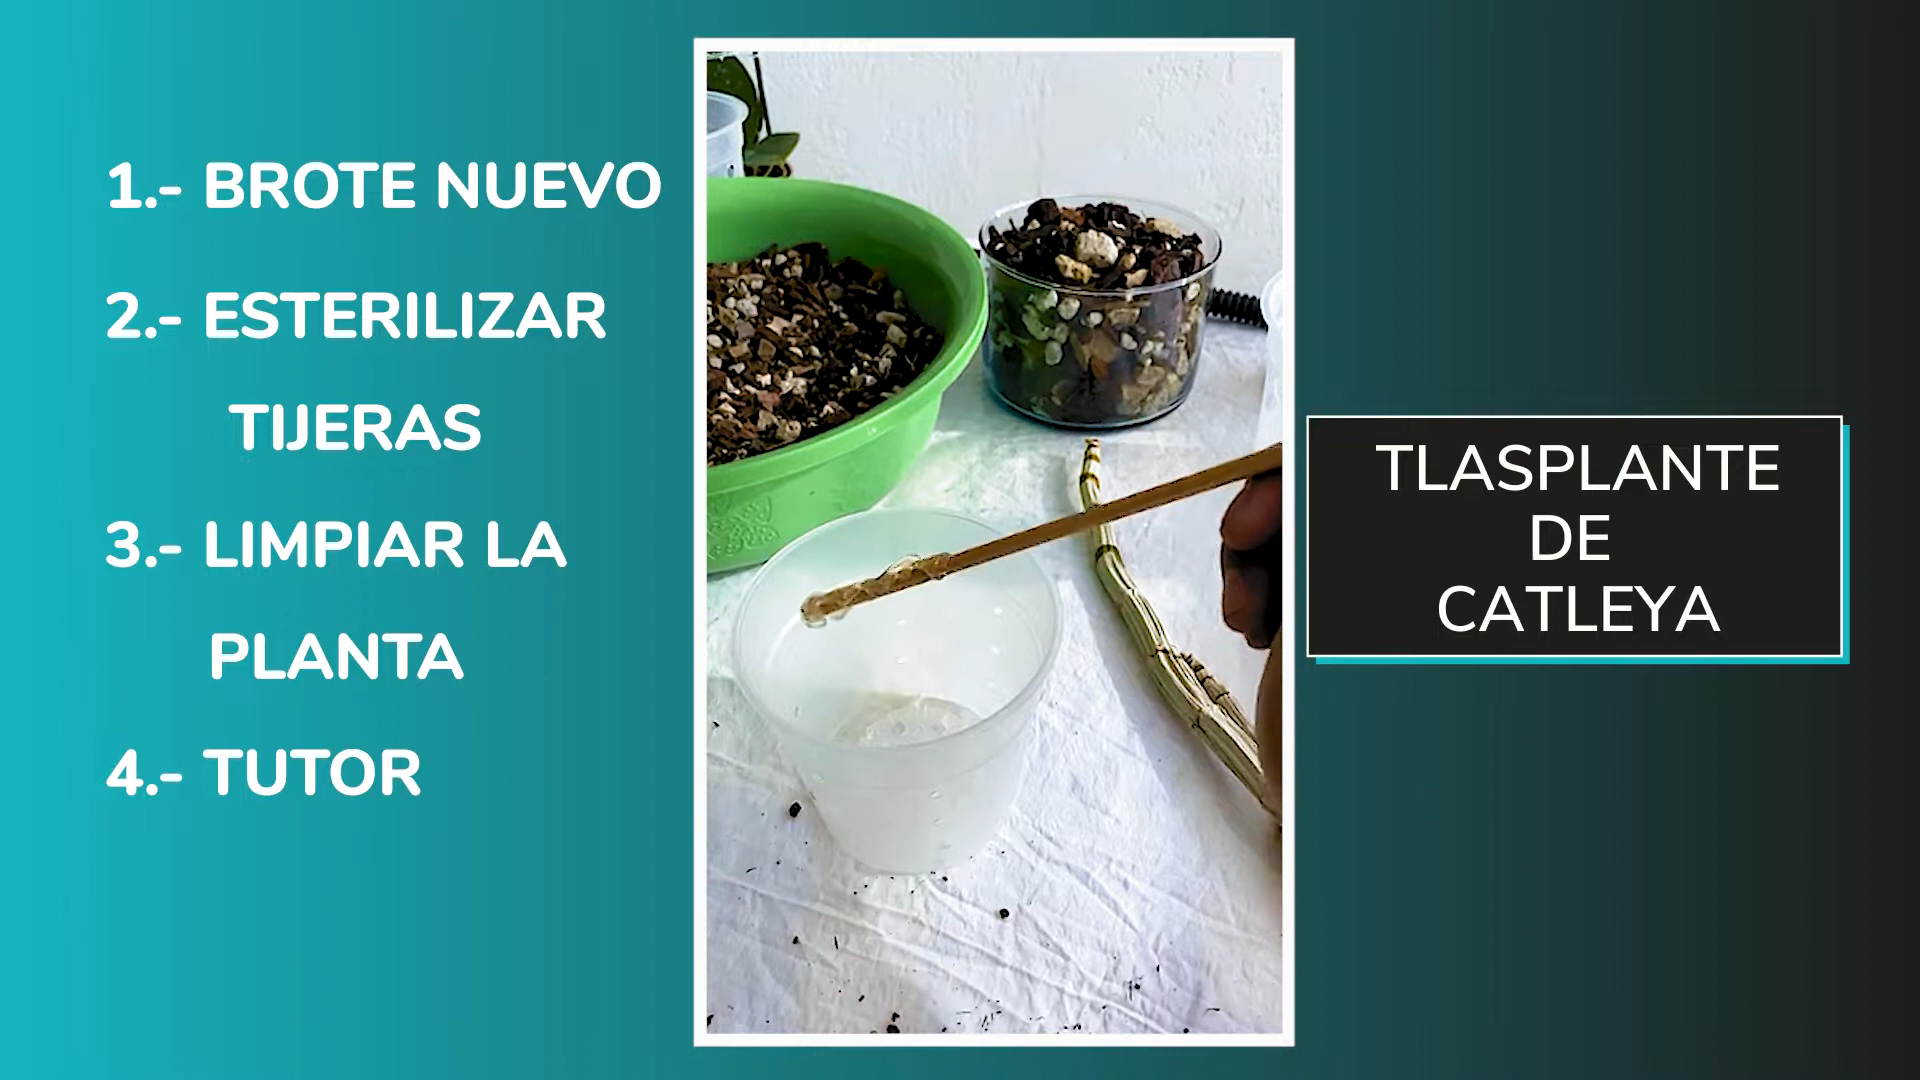 1.- BROTE NUEVO
2.- ESTERILIZAR
TIJERAS
3.- LIMPIAR LA
PLANTA
4.- TUTOR
TLASPLANTE
DE
CATLEYA